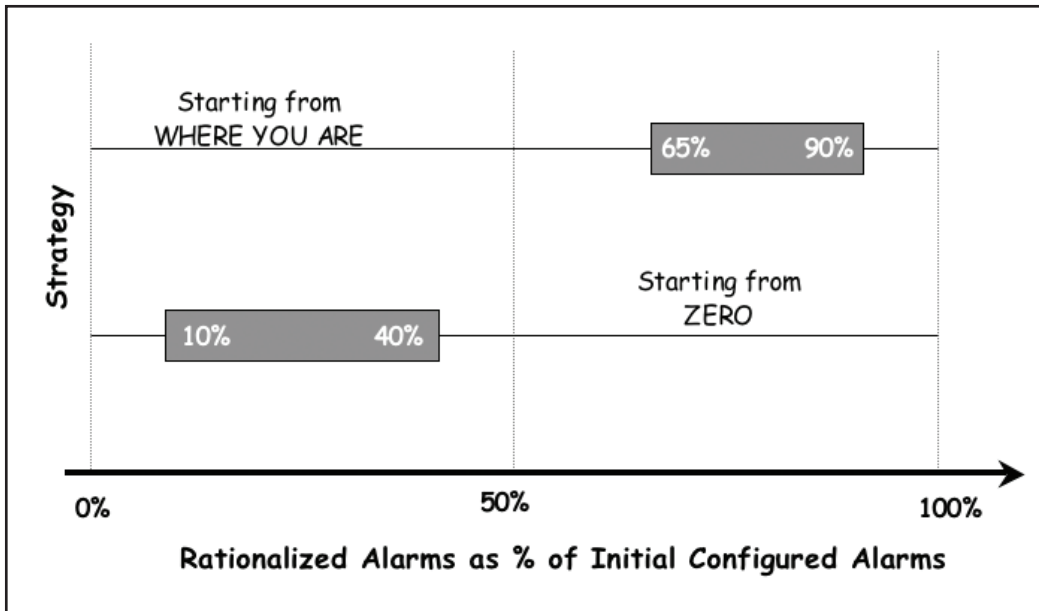 Starting from
WHERE YOU ARE
65% 90%
Strategy
Starting from
ZERO
10% 40%
0% 50% 100%
Rationalized Alarms as % of Initial Configured Alarms